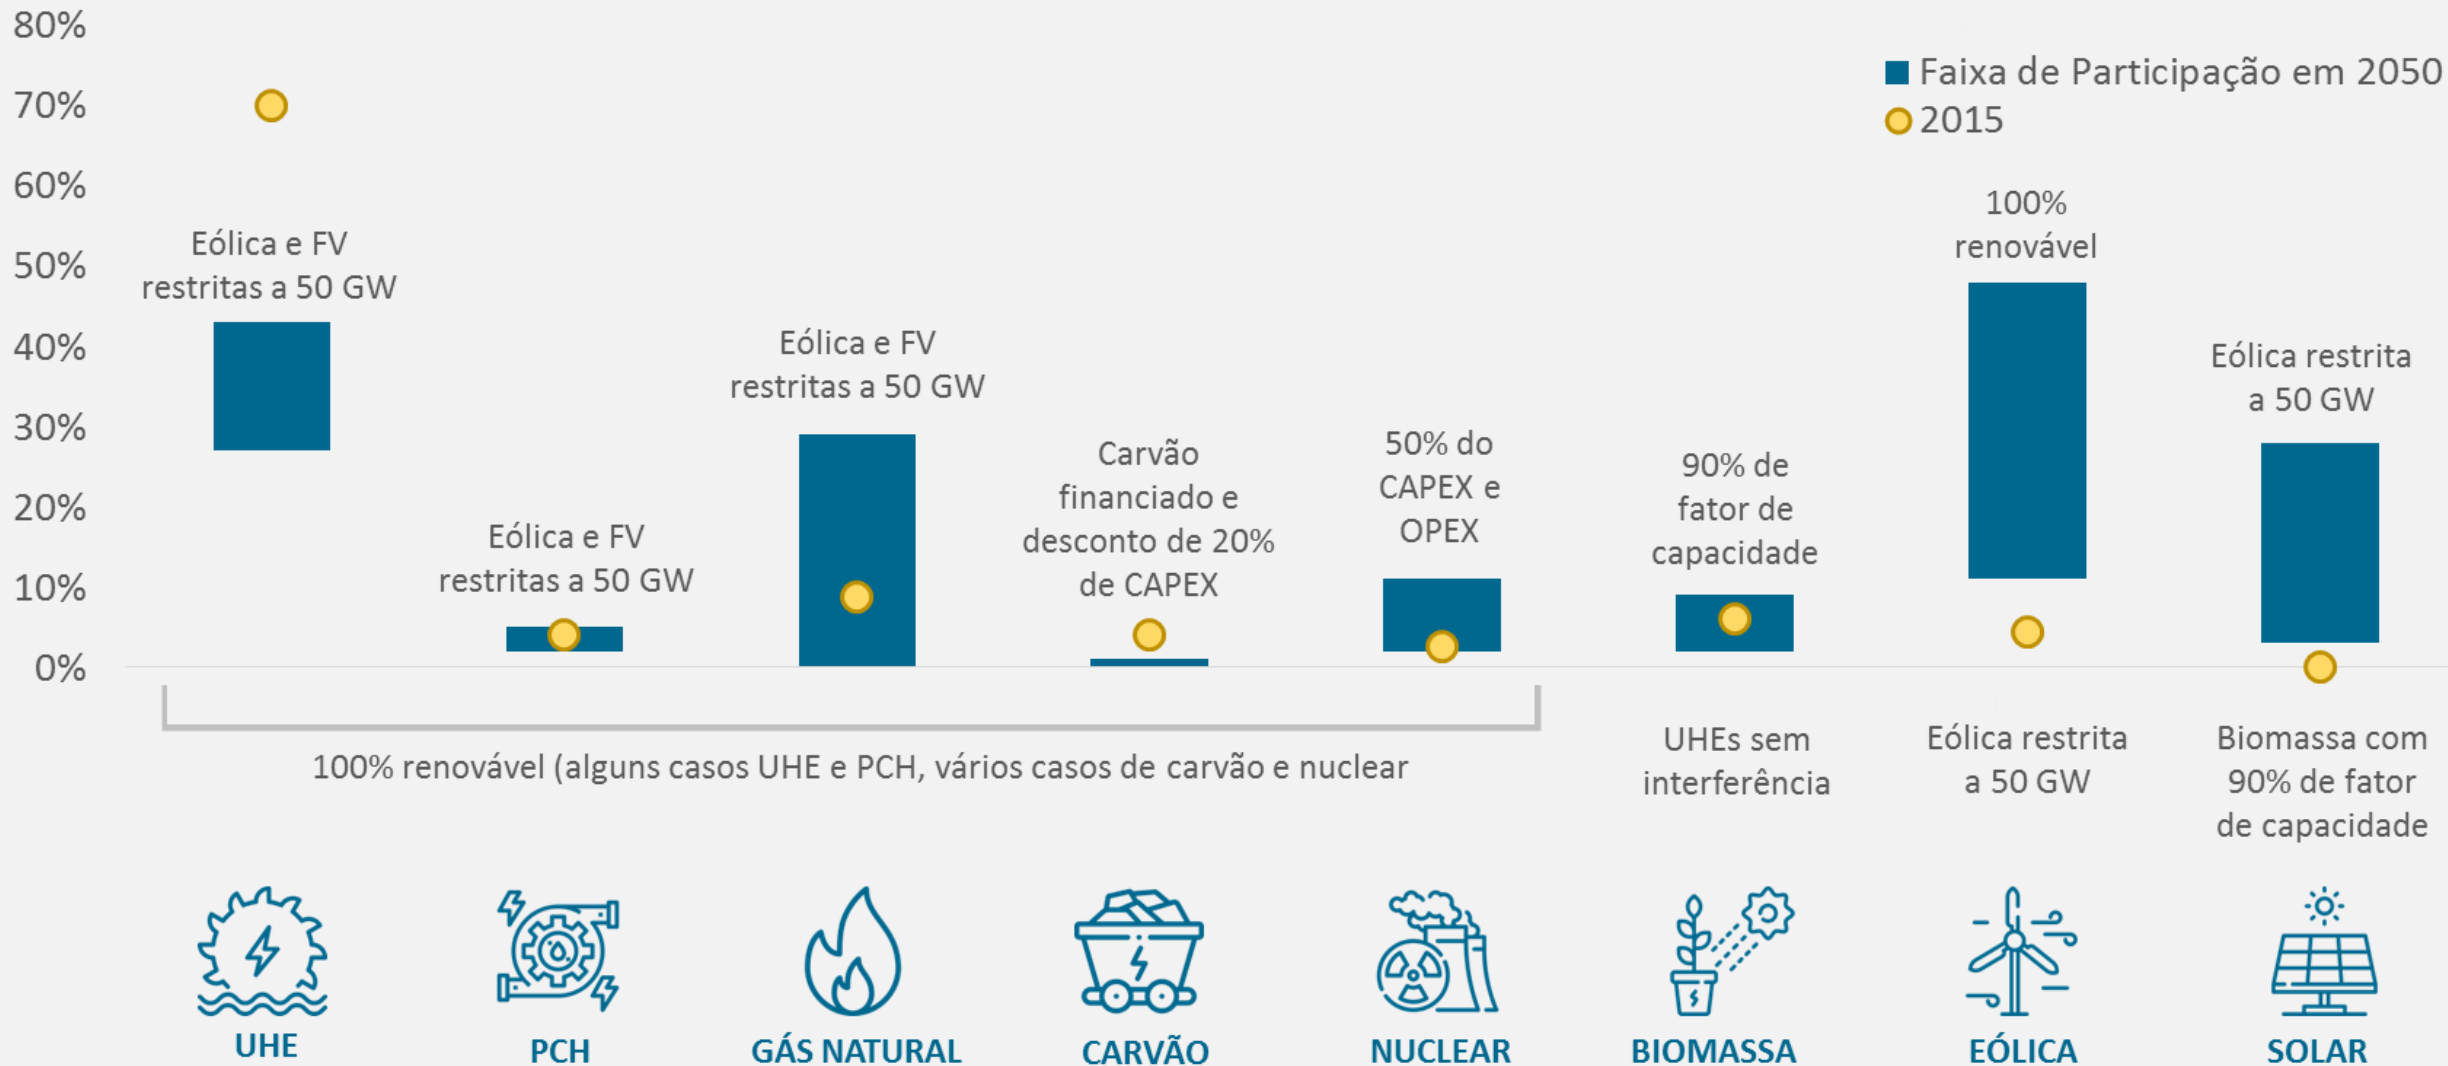 80%
70%
60%
50%
40%
30%
20%
10%
0%
Faixa de Participação em 2050
2015
Eólica e FV
restritas a 50 GW
Eólica e FV
restritas a 50 GW
Eólica e FV
restritas a 50 GW
Carvão
financiado e
desconto de 20%
de CAPEX
50% do
CAPEX e
OPEX
90% de
fator de
capacidade
100%
renovável
Eólica restrita
a 50 GW
100% renovável (alguns casos UHE e PCH, vários casos de carvão e nuclear
UHEs sem
interferência
Eólica restrita
a 50 GW
Biomassa com
90% de fator
de capacidade
UHE
PCH
GÁS NATURAL
CARVÃO
NUCLEAR
BIOMASSA
EÓLICA
SOLAR